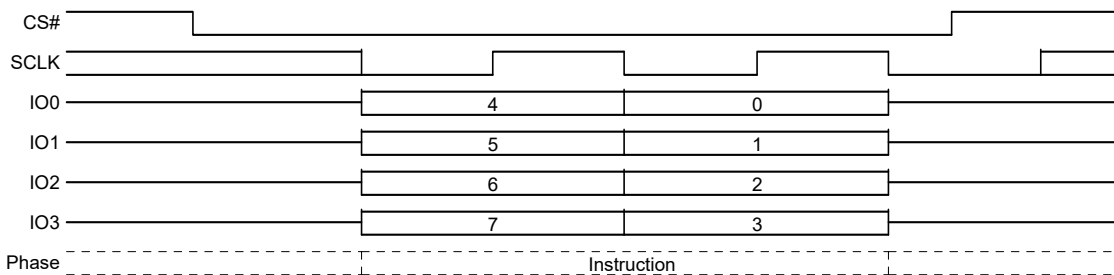 CS#
SCLK
IO0 4 0
IO1 5 1
IO2 6 2
IO3 7 3
Phase Instruction